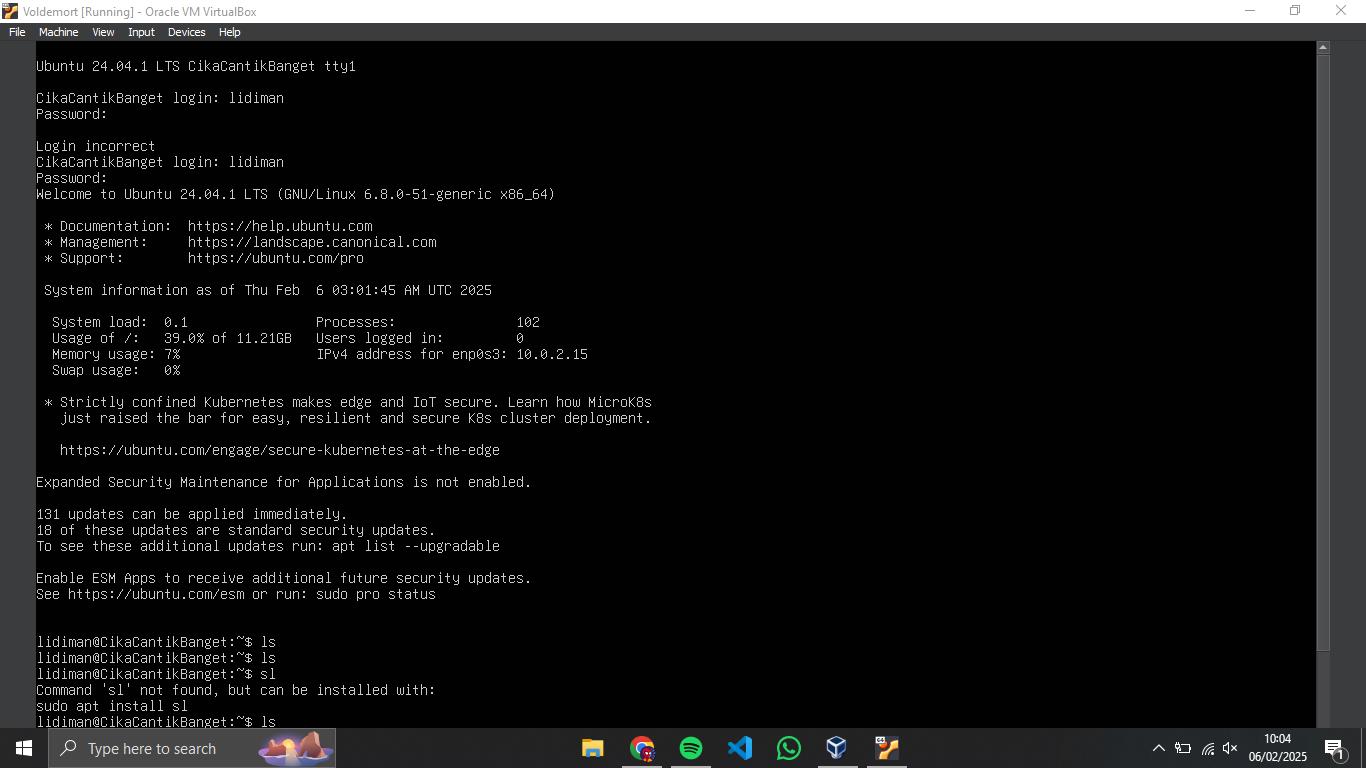 Voldemort [Running] - Oracle VM VirtualBox
File Machine View Input Devices Help
Ubuntu 24.04.1 LTS CikaCantikBanget tty1
CikaCantikBanget login: lidiman
Password:
Login incorrect
CikaCantikBanget login: lidiman
Password:
Welcome to Ubuntu 24.04.1 LTS (GNU/Linux 6.8.0-51-generic x86_64)
* Documentation: https://help.ubuntu.com
* Management: https://landscape.canonical.com
* Support: https://ubuntu.com/pro
System information as of Thu Feb 6 03:01:45 AM UTC 2025
System load: 0.1 Processes: 102
Usage of /: 39.0% of 11.21GB Users logged in: 0
Memory usage: 7% IPv4 address for enp0s3: 10.0.2.15
Swap usage: 0%
* Strictly confined Kubernetes makes edge and IoT secure. Learn how MicroK8s
just raised the bar for easy, resilient and secure K8s cluster deployment.
https://ubuntu.com/engage/secure-kubernetes-at-the-edge
Expanded Security Maintenance for Applications is not enabled.
131 updates can be applied immediately.
18 of these updates are standard security updates.
To see these additional updates run: apt list --upgradable
Enable ESM Apps to receive additional future security updates.
See https://ubuntu.com/esm or run: sudo pro status
lidiman@CikaCantikBanget:~$ ls
lidiman@CikaCantikBanget:~$ ls
lidiman@CikaCantikBanget:~$ sl
Command 'sl' not found, but can be installed with:
sudo apt install sl
lidiman@CikaCantikBanget:~$ ls
Type here to search
10:04
06/02/2025
1